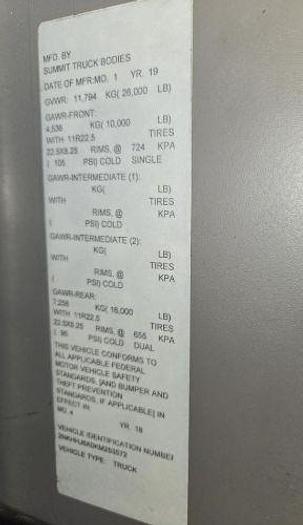 MFD. BY
SUMMIT TRUCK BODIES
DATE OF MFR:MO. 1 YR. 19
GVWR: 11,794 KG( 26,000 LB)
GAWR-FRONT:
4,536 KG( 10,000 LB)
WITH 11R22.5 TIRES
22.5X8.25 RIMS, @ 724 KPA
( 105 PSI) COLD SINGLE
GAWR-INTERMEDIATE (1):
KG( LB)
WITH TIRES
RIMS, @ KPA
( PSI) COLD
GAWR-INTERMEDIATE (2):
KG( LB)
WITH TIRES
RIMS, @ KPA
( PSI) COLD
GAWR-REAR:
7,258 KG( 16,000 LB)
WITH 11R22.5 TIRES
22.5X8.25 RIMS, @ 655 KPA
( 95 PSI) COLD DUAL
THIS VEHICLE CONFORMS TO
ALL APPLICABLE FEDERAL
MOTOR VEHICLE SAFETY
STANDARDS, [AND BUMPER AND
THEFT PREVENTION
STANDARDS, IF APPLICABLE] IN
EFFECT IN
MO. 4 YR. 18
VEHICLE IDENTIFICATION NUMBER
VEHICLE TYPE: TRUCK